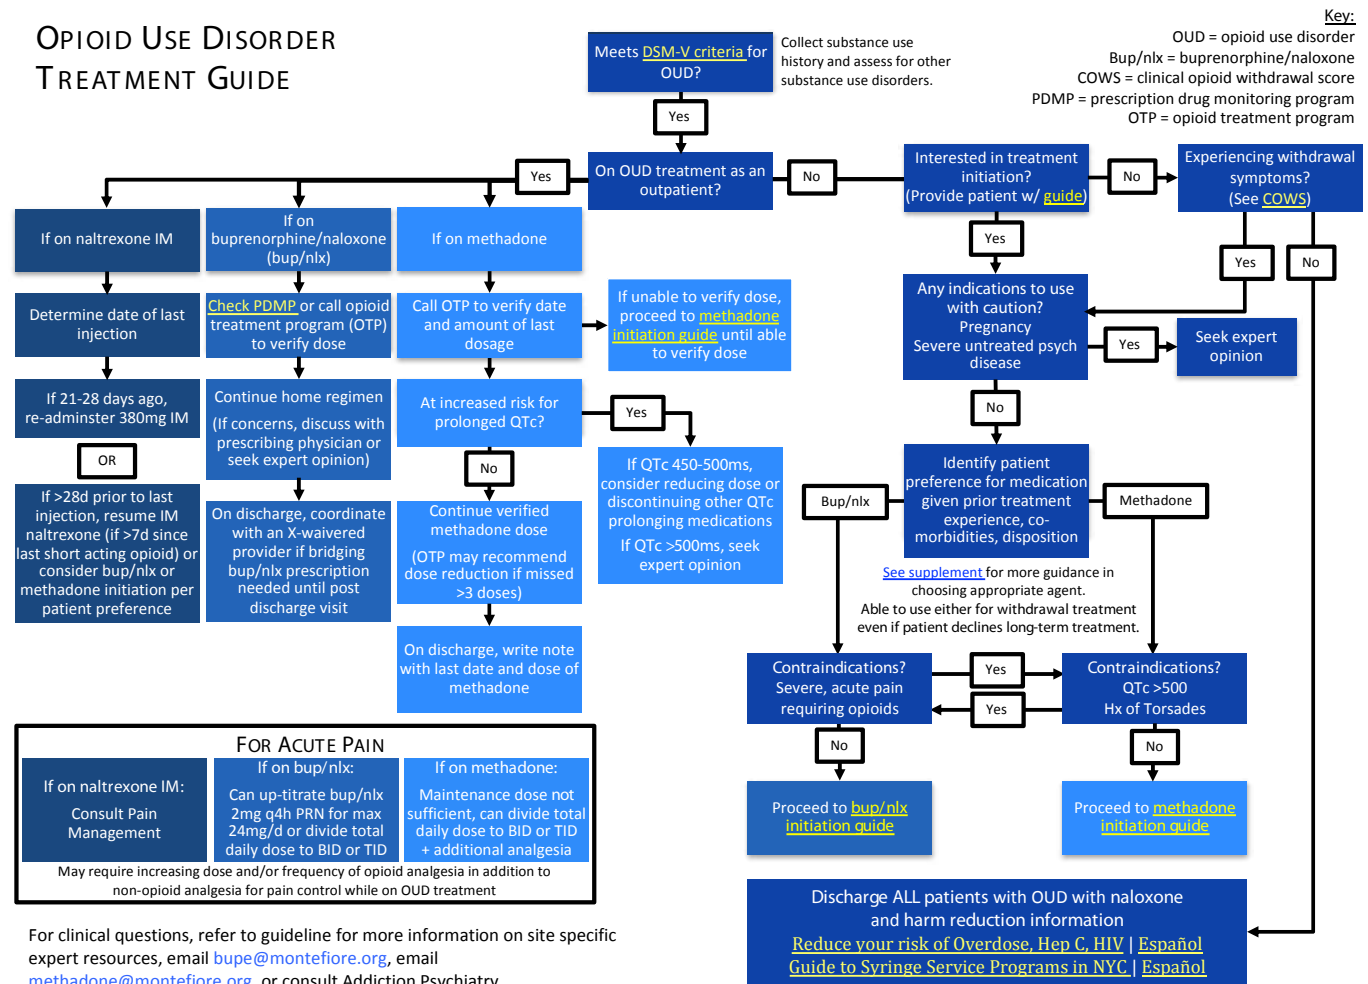 OPIOID USE DISORDER
TREATMENT GUIDE
Key:
OUD = opioid use disorder
Bup/nlx = buprenorphine/naloxone
COWS = clinical opioid withdrawal score
PDMP = prescription drug monitoring program
OTP = opioid treatment program
Meets DSM-V criteria for
OUD?
Collect substance use
history and assess for other
substance use disorders.
Yes
On OUD treatment as an
outpatient?
Yes
No
Interested in treatment
initiation?
(Provide patient w/ guide)
No
Experiencing withdrawal
symptoms?
(See COWS)
Yes
Yes
No
If on naltrexone IM
Determine date of last
injection
If 21-28 days ago,
re-adminster 380mg IM
OR
If >28d prior to last
injection, resume IM
naltrexone (if >7d since
last short acting opioid) or
consider bup/nlx or
methadone initiation per
patient preference
If on
buprenorphine/naloxone
(bup/nlx)
Check PDMP or call opioid
treatment program (OTP)
to verify dose
Continue home regimen
(If concerns, discuss with
prescribing physician or
seek expert opinion)
On discharge, coordinate
with an X-waivered
provider if bridging
bup/nlx prescription
needed until post
discharge visit
If on methadone
Call OTP to verify date
and amount of last
dosage
If unable to verify dose,
proceed to methadone
initiation guide until able
to verify dose
At increased risk for
prolonged QTc?
Yes
No
If QTc 450-500ms,
consider reducing dose or
discontinuing other QTc
prolonging medications
If QTc >500ms, seek
expert opinion
Continue verified
methadone dose
(OTP may recommend
dose reduction if missed
>3 doses)
On discharge, write note
with last date and dose of
methadone
Any indications to use
with caution?
Pregnancy
Severe untreated psych
disease
Yes
Seek expert
opinion
No
Identify patient
preference for medication
given prior treatment
experience, co-
morbidities, disposition
Bup/nlx
Methadone
See supplement for more guidance in
choosing appropriate agent.
Able to use either for withdrawal treatment
even if patient declines long-term treatment.
Contraindications?
Severe, acute pain
requiring opioids
Yes
Yes
Contraindications?
QTc >500
Hx of Torsades
No
No
Proceed to bup/nlx
initiation guide
Proceed to methadone
initiation guide
Discharge ALL patients with OUD with naloxone
and harm reduction information
Reduce your risk of Overdose, Hep C, HIV | Español
Guide to Syringe Service Programs in NYC | Español
FOR ACUTE PAIN
If on naltrexone IM:
Consult Pain
Management
If on bup/nlx:
Can up-titrate bup/nlx
2mg q4h PRN for max
24mg/d or divide total
daily dose to BID or TID
If on methadone:
Maintenance dose not
sufficient, can divide total
daily dose to BID or TID
+ additional analgesia
May require increasing dose and/or frequency of opioid analgesia in addition to
non-opioid analgesia for pain control while on OUD treatment
For clinical questions, refer to guideline for more information on site specific
expert resources, email bupe@montefiore.org, email
methadone@montefiore.org, or consult Addiction Psychiatry